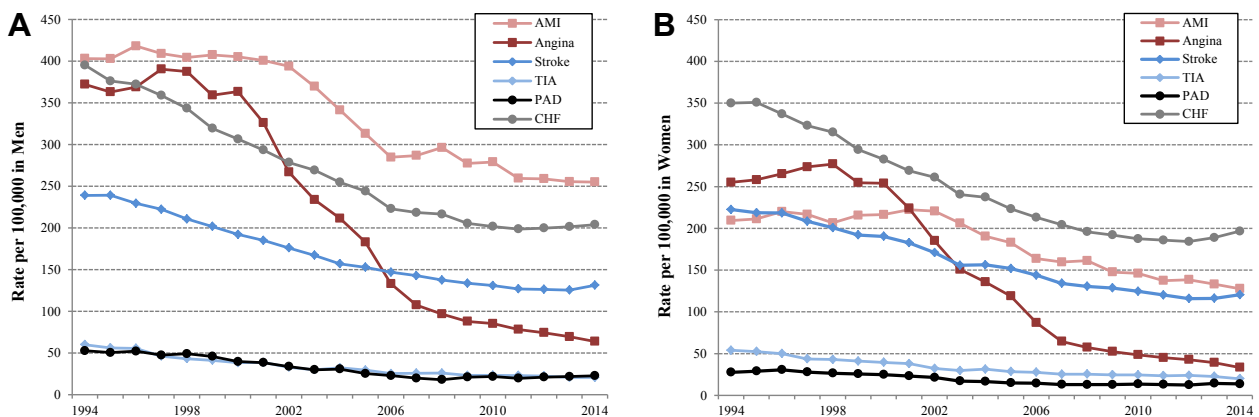 A
Rate per 100,000 in Men
450
400
350
300
250
200
150
100
50
0
1994
1998
2002
2006
2010
2014
AMI
Angina
Stroke
TIA
PAD
CHF
B
Rate per 100,000 in Women
450
400
350
300
250
200
150
100
50
0
1994
1998
2002
2006
2010
2014
AMI
Angina
Stroke
TIA
PAD
CHF